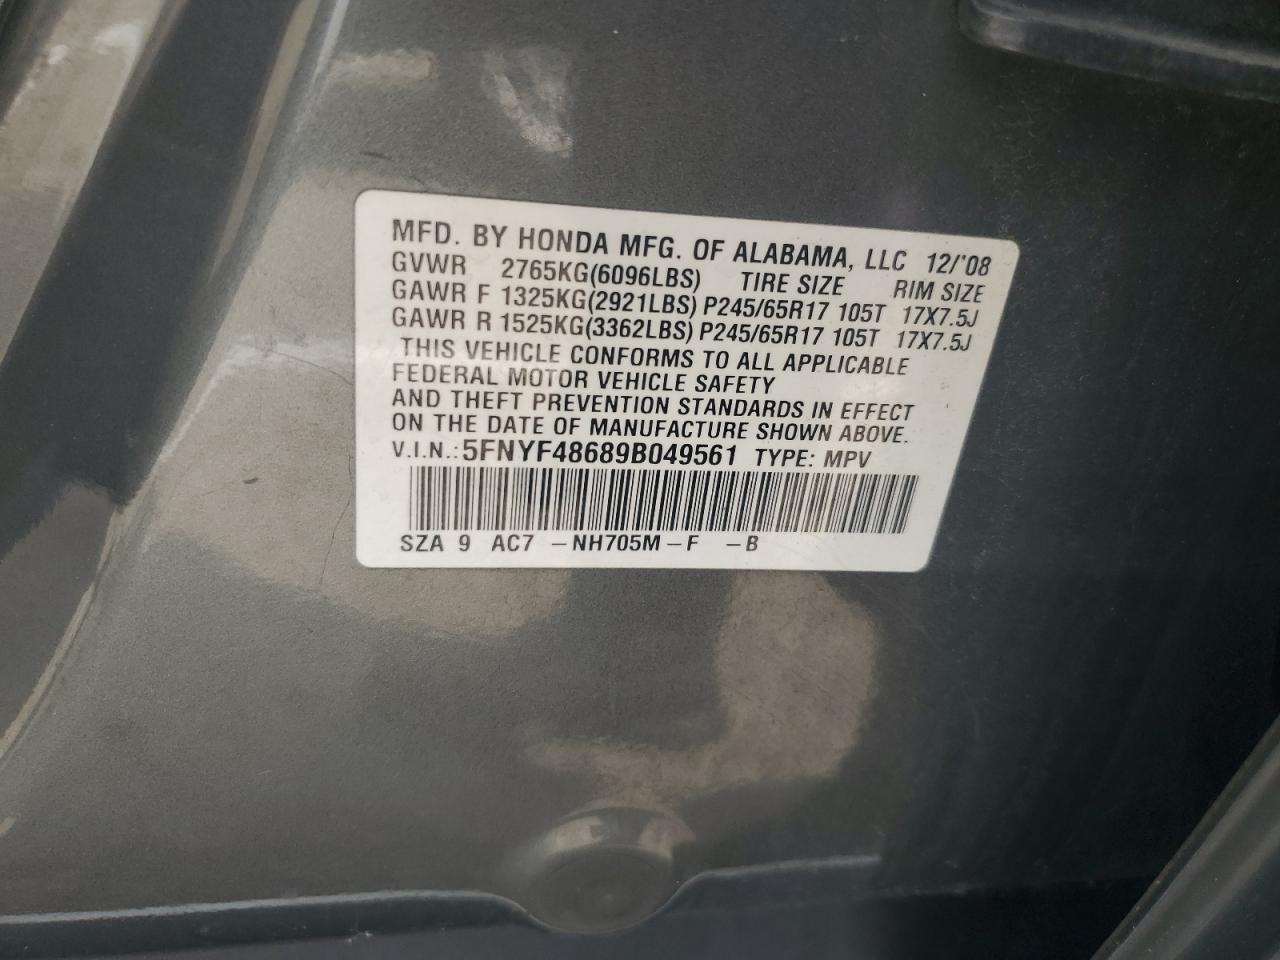 MFD. BY HONDA MFG. OF ALABAMA, LLC 12/'08
GVWR 2765KG(6096LBS) TIRE SIZE RIM SIZE
GAWR F 1325KG(2921LBS) P245/65R17 105T 17X7.5J
GAWR R 1525KG(3362LBS) P245/65R17 105T 17X7.5J
THIS VEHICLE CONFORMS TO ALL APPLICABLE
FEDERAL MOTOR VEHICLE SAFETY
AND THEFT PREVENTION STANDARDS IN EFFECT
ON THE DATE OF MANUFACTURE SHOWN ABOVE.
V.I.N.: 5FNYF48689B049561 TYPE: MPV
SZA 9 AC7 -NH705M-F -B